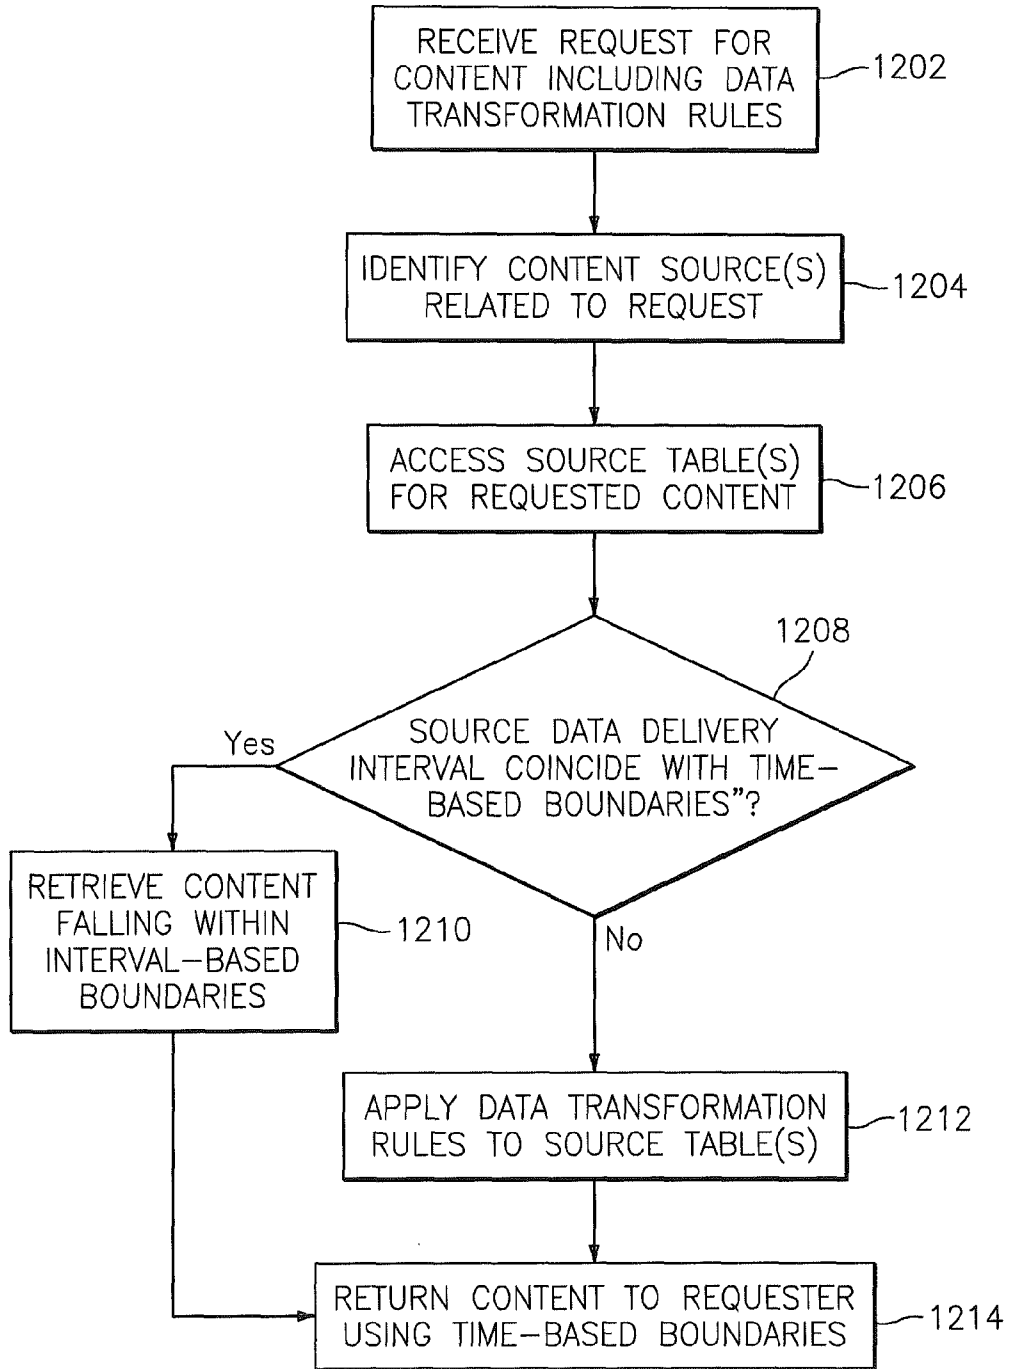 RECEIVE REQUEST FOR
CONTENT INCLUDING DATA
TRANSFORMATION RULES
1202
IDENTIFY CONTENT SOURCE(S)
RELATED TO REQUEST
1204
ACCESS SOURCE TABLE(S)
FOR REQUESTED CONTENT
1206
1208
SOURCE DATA DELIVERY
INTERVAL COINCIDE WITH TIME-
BASED BOUNDARIES"?
Yes
No
RETRIEVE CONTENT
FALLING WITHIN
INTERVAL-BASED
BOUNDARIES
1210
APPLY DATA TRANSFORMATION
RULES TO SOURCE TABLE(S)
1212
RETURN CONTENT TO REQUESTER
USING TIME-BASED BOUNDARIES
1214